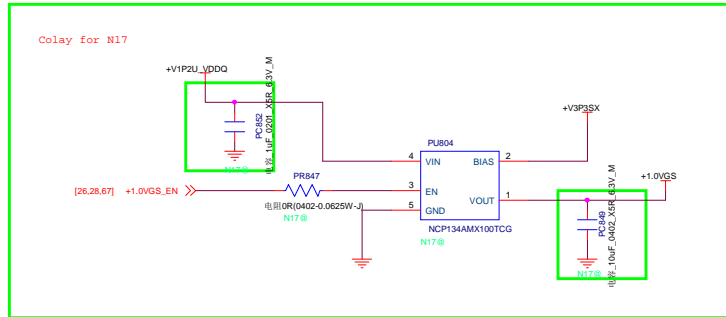 Colay for N17
+V1P2U_VDDQ
PC852
电容_1uF_0201_X5R_6.3V_M
N17@
+V3P3SX
PU804
4 VIN
BIAS 2
PR847
[26,28,67] +1.0VGS_EN
3 EN
VOUT 1
+1.0VGS
5 GND
电阻0R(0402-0.0625W-J)
N17@
NCP134AMX100TCG
N17@
PC849
电容_10uF_0402_X5R_6.3V_M
N17@